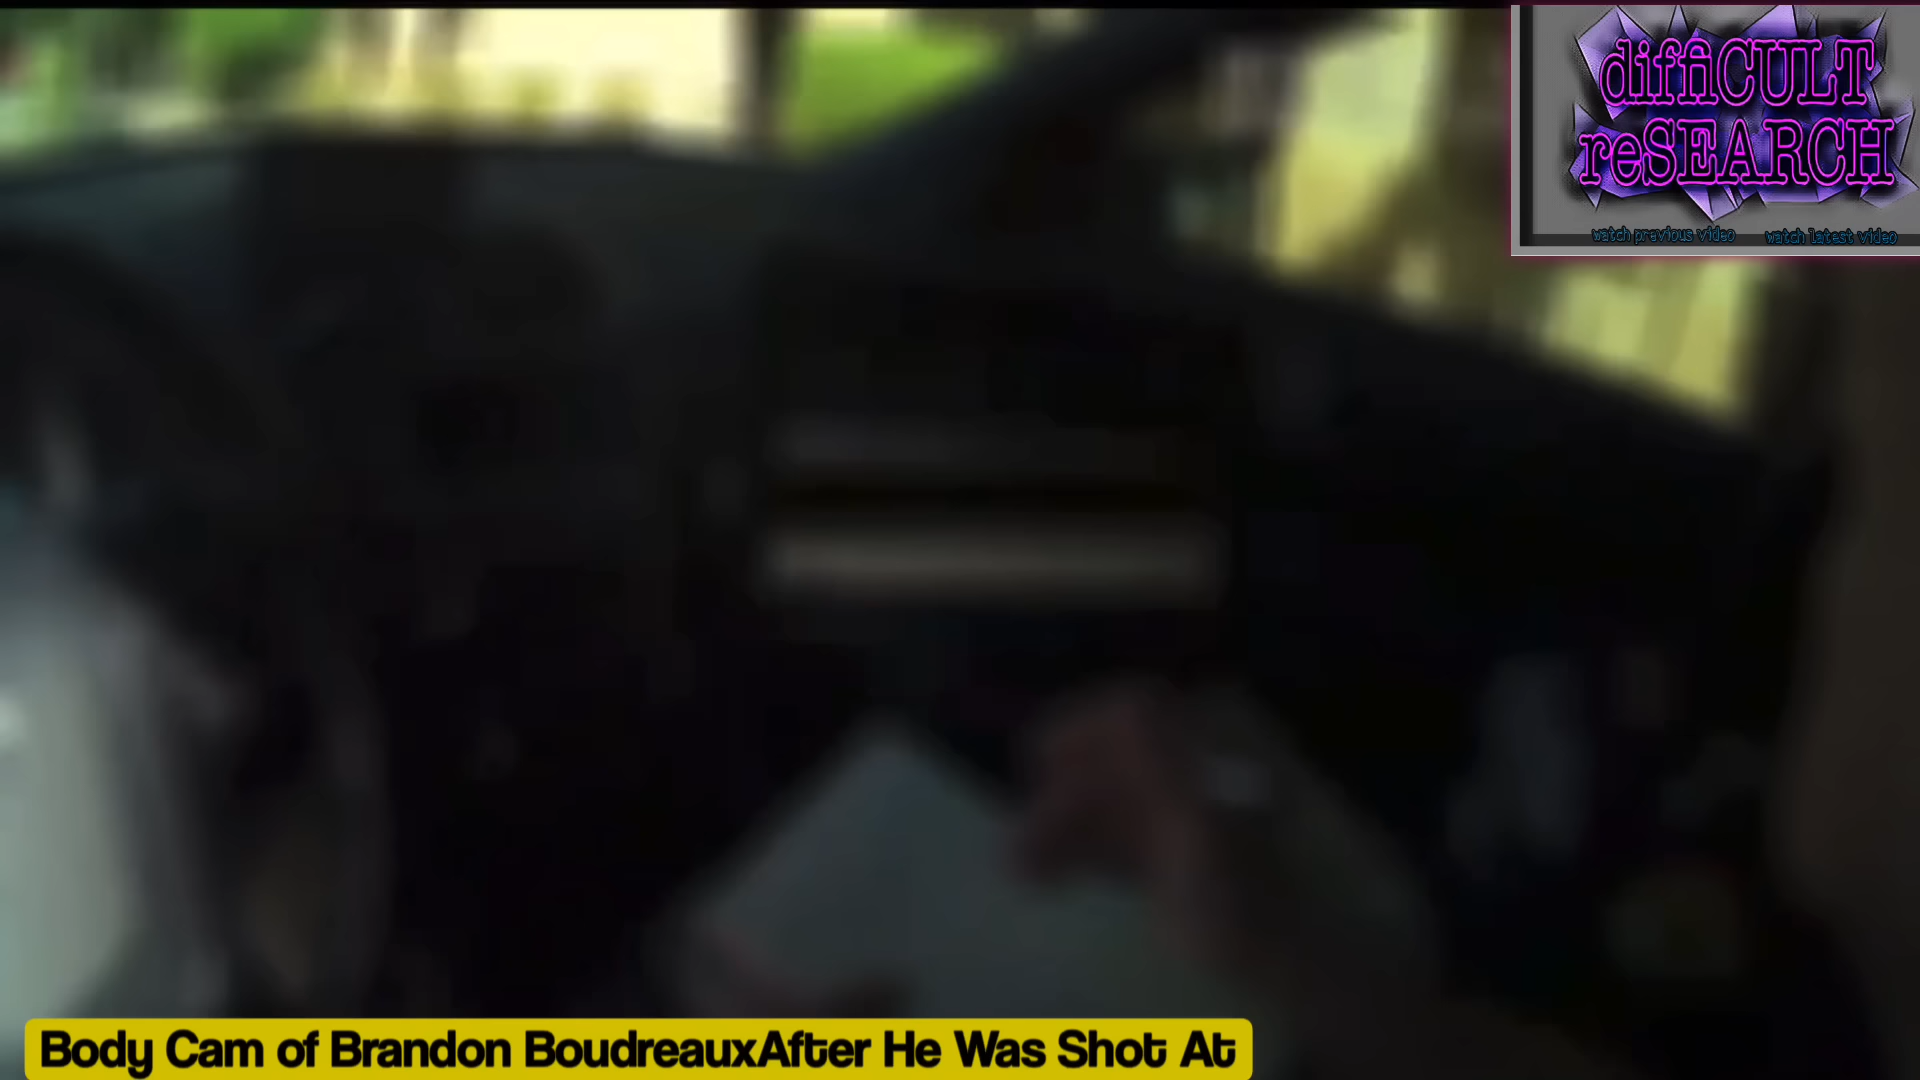 diffiCULT
reSEARCH
watch previous video watch latest video
Body Cam of Brandon BoudreauxAfter He Was Shot At